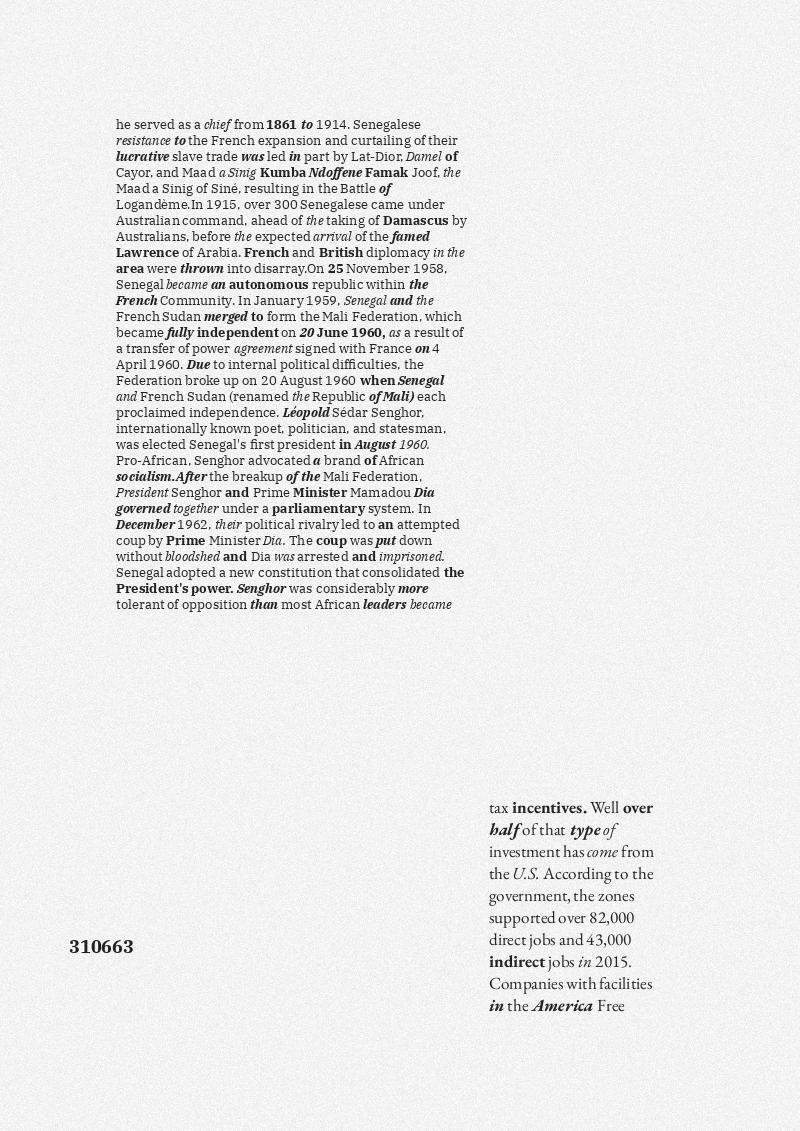 he served as a chief from 1861 to 1914. Senegalese
resistance to the French expansion and curtailing of their
lucrative slave trade was led in part by Lat-Dior, Damel of
Cayor, and Maad a Sinig Kumba Ndoffene Famak Joof, the
Maad a Sinig of Siné, resulting in the Battle of
Logandème.In 1915, over 300 Senegalese came under
Australian command, ahead of the taking of Damascus by
Australians, before the expected arrival of the famed
Lawrence of Arabia. French and British diplomacy in the
area were thrown into disarray.On 25 November 1958,
Senegal became an autonomous republic within the
French Community. In January 1959, Senegal and the
French Sudan merged to form the Mali Federation, which
became fully independent on 20 June 1960, as a result of
a transfer of power agreement signed with France on 4
April 1960. Due to internal political difficulties, the
Federation broke up on 20 August 1960 when Senegal
and French Sudan (renamed the Republic of Mali) each
proclaimed independence. Léopold Sédar Senghor,
internationally known poet, politician, and statesman,
was elected Senegal's first president in August 1960.
Pro-African, Senghor advocated a brand of African
socialism.After the breakup of the Mali Federation,
President Senghor and Prime Minister Mamadou Dia
governed together under a parliamentary system. In
December 1962, their political rivalry led to an attempted
coup by Prime Minister Dia. The coup was put down
without bloodshed and Dia was arrested and imprisoned.
Senegal adopted a new constitution that consolidated the
President's power. Senghor was considerably more
tolerant of opposition than most African leaders became
tax incentives. Well over
half of that type of
investment has come from
the U.S. According to the
government, the zones
supported over 82,000
direct jobs and 43,000
indirect jobs in 2015.
Companies with facilities
in the America Free
310663